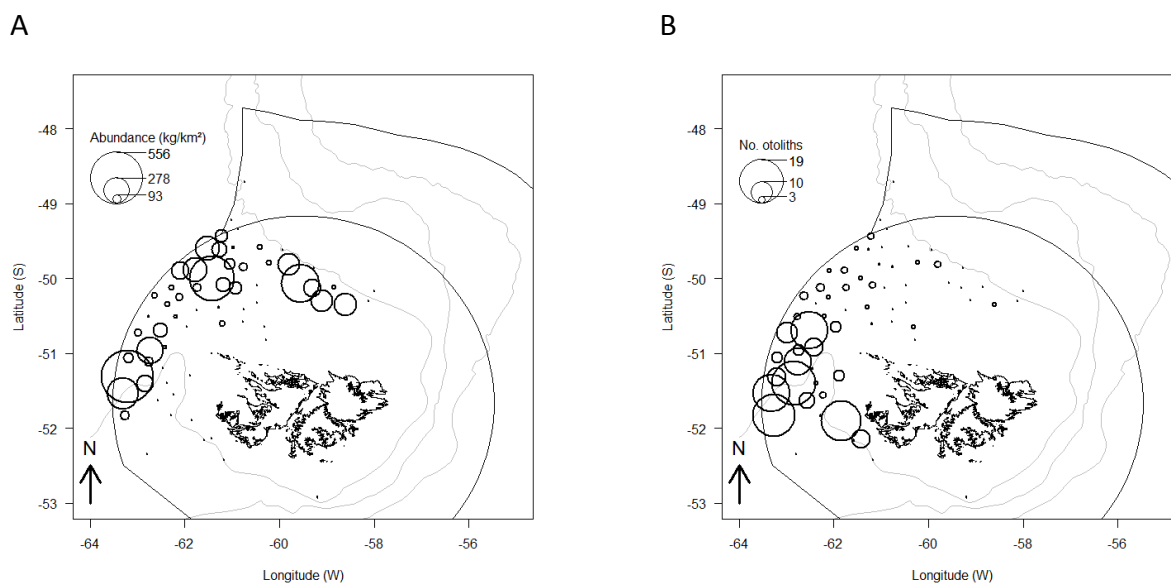 A
B
Abundance (kg/km²)
556
278
93
No. otoliths
19
10
3
-48
-49
-50
-51
-52
-53
Latitude (S)
N
-64
-62
-60
-58
-56
Longitude (W)
-48
-49
-50
-51
-52
-53
Latitude (S)
N
-64
-62
-60
-58
-56
Longitude (W)